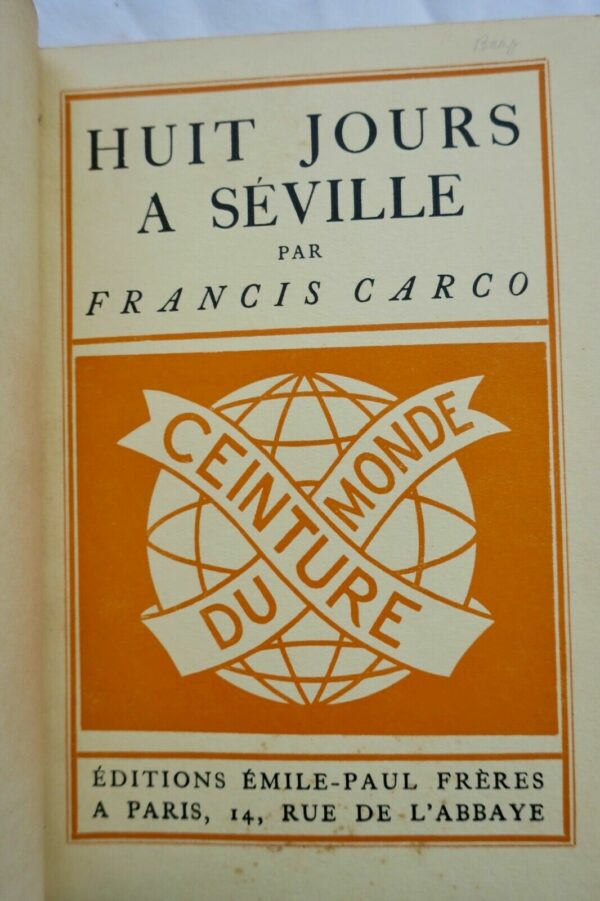 HUIT JOURS
A SÉVILLE
PAR
FRANCIS CARCO
CEINTURE
DU MONDE
ÉDITIONS ÉMILE-PAUL FRÈRES
A PARIS, 14, RUE DE L'ABBAYE